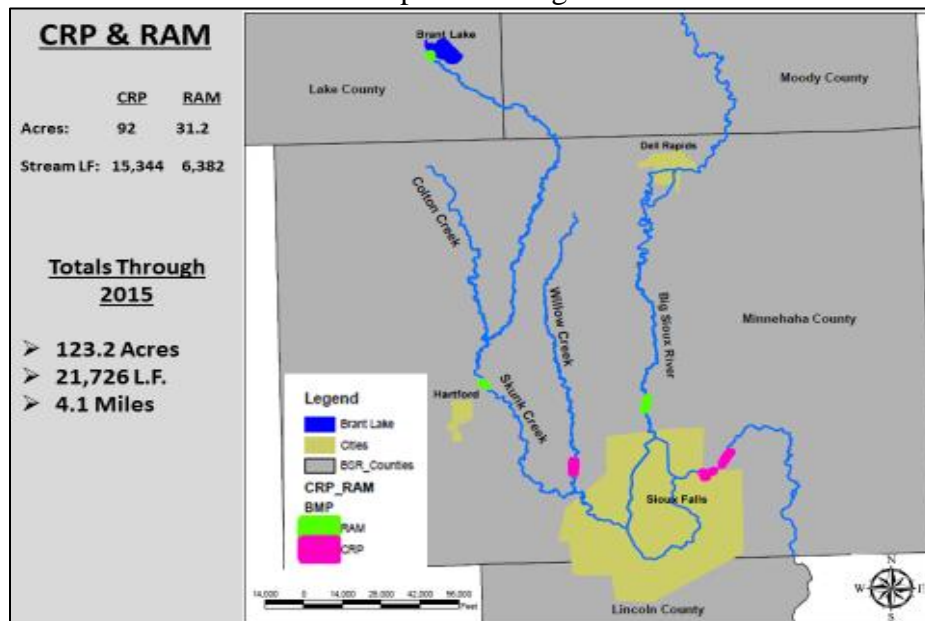 CRP & RAM
CRP RAM
Acres: 92 31.2
Stream LF: 15,344 6,382
Totals Through
2015
➢ 123.2 Acres
➢ 21,726 L.F.
➢ 4.1 Miles
Brant Lake
Lake County
Moody County
Dell Rapids
Colton Creek
Willow Creek
Big Sioux River
Minnehaha County
Hartford
Skunk Creek
Sioux Falls
Lincoln County
Legend
Brant Lake
Cities
BSR_Counties
CRP_RAM
BMP
RAM
CRP
14,000 0 14,000 28,000 42,000 56,000
Feet
N
W E
S